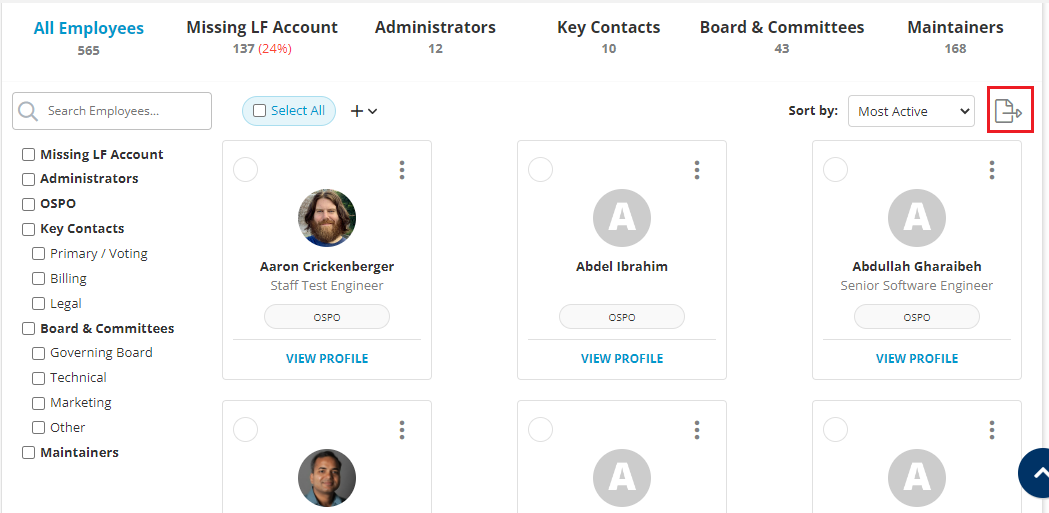 All Employees
565
Missing LF Account
137 (24%)
Administrators
12
Key Contacts
10
Board & Committees
43
Maintainers
168
Search Employees...
Select All
Sort by:
Most Active
Missing LF Account
Administrators
OSPO
Key Contacts
Primary / Voting
Billing
Legal
Board & Committees
Governing Board
Technical
Marketing
Other
Maintainers
Aaron Crickenberger
Staff Test Engineer
OSPO
VIEW PROFILE
A
Abdel Ibrahim
OSPO
VIEW PROFILE
A
Abdullah Gharaibeh
Senior Software Engineer
OSPO
VIEW PROFILE
A
A